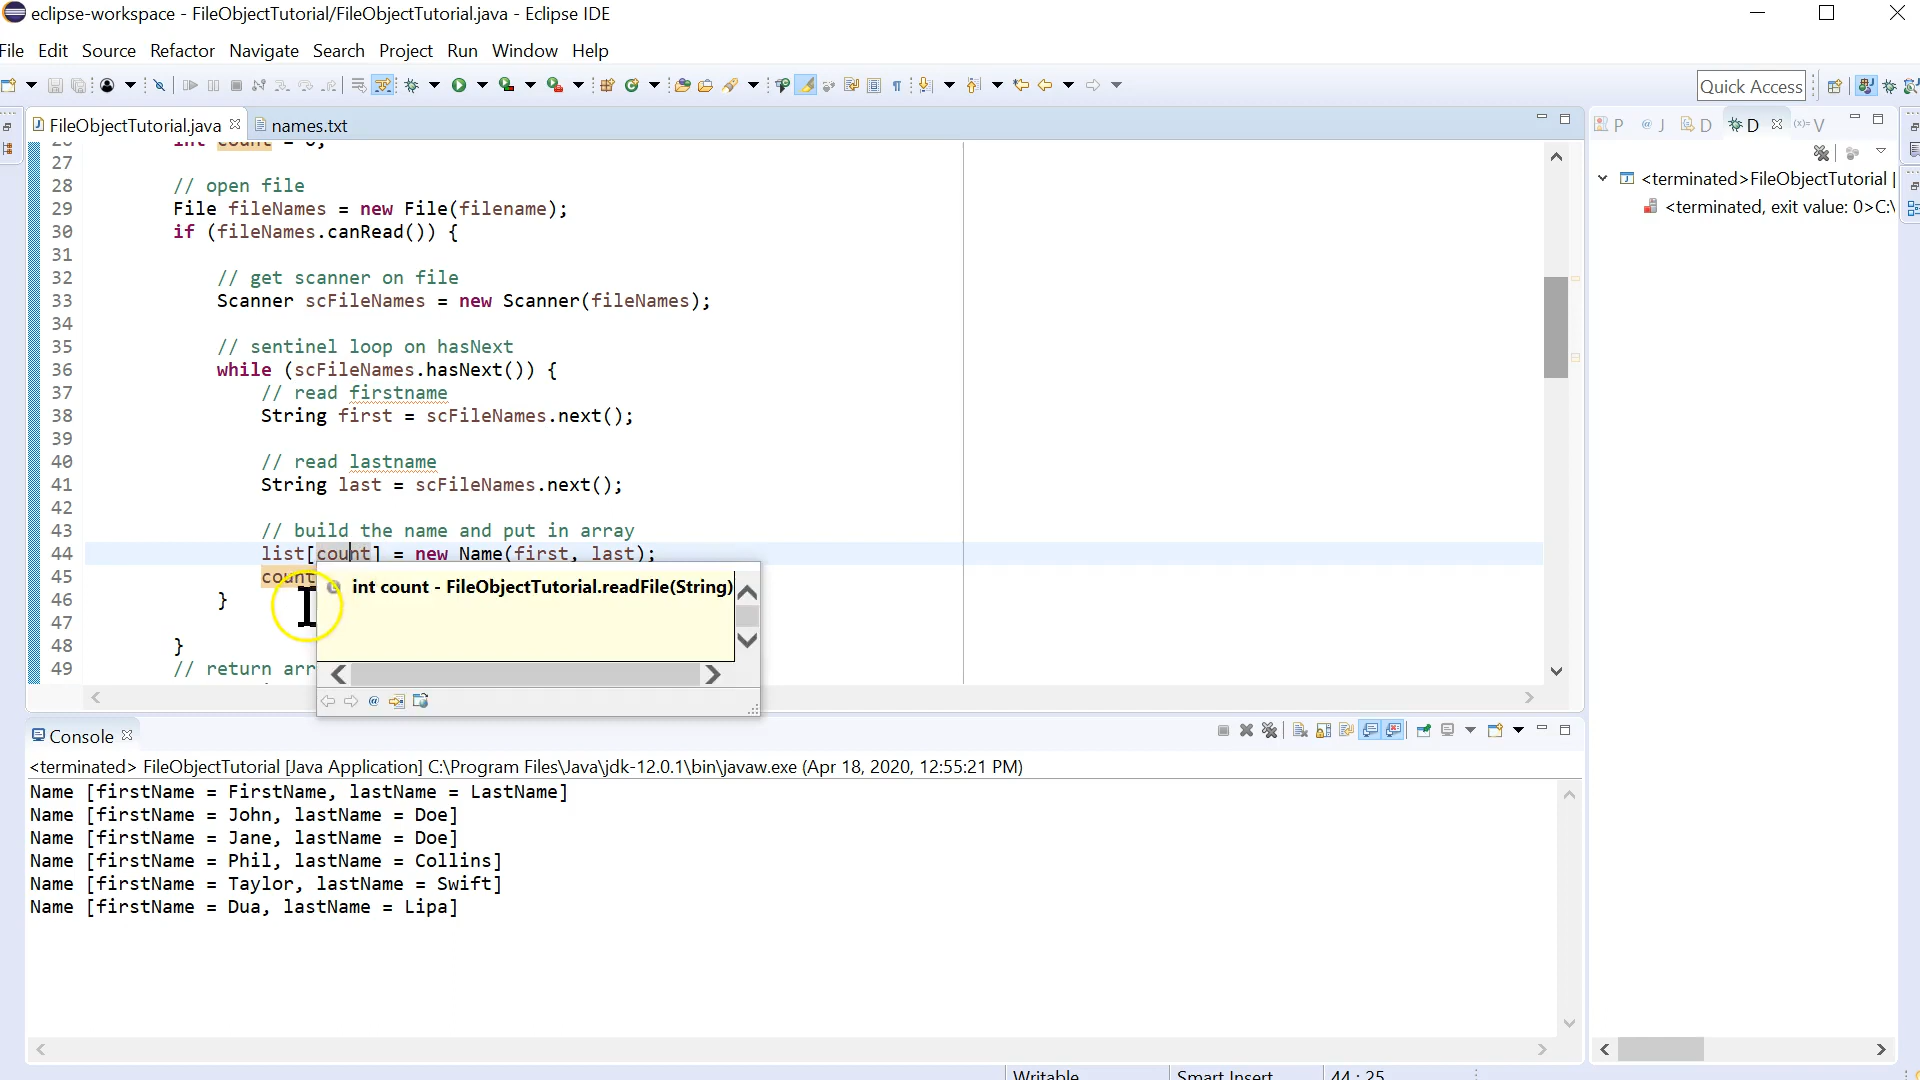 eclipse-workspace - FileObjectTutorial/FileObjectTutorial.java - Eclipse IDE
File Edit Source Refactor Navigate Search Project Run Window Help
Quick Access
FileObjectTutorial.java names.txt
P @ J D D (x)= V
int count = 0;
27
28 // open file
29 File fileNames = new File(filename);
30 if (fileNames.canRead()) {
31
32 // get scanner on file
33 Scanner scFileNames = new Scanner(fileNames);
34
35 // sentinel loop on hasNext
36 while (scFileNames.hasNext()) {
37 // read firstname
38 String first = scFileNames.next();
39
40 // read lastname
41 String last = scFileNames.next();
42
43 // build the name and put in array
44 list[count] = new Name(first, last);
45 count
46 }
47
48 }
49 // return arr
int count - FileObjectTutorial.readFile(String)
<terminated>FileObjectTutorial [
<terminated, exit value: 0>C:\
Console
<terminated> FileObjectTutorial [Java Application] C:\Program Files\Java\jdk-12.0.1\bin\javaw.exe (Apr 18, 2020, 12:55:21 PM)
Name [firstName = FirstName, lastName = LastName]
Name [firstName = John, lastName = Doe]
Name [firstName = Jane, lastName = Doe]
Name [firstName = Phil, lastName = Collins]
Name [firstName = Taylor, lastName = Swift]
Name [firstName = Dua, lastName = Lipa]
Writable Smart Insert 44 : 25